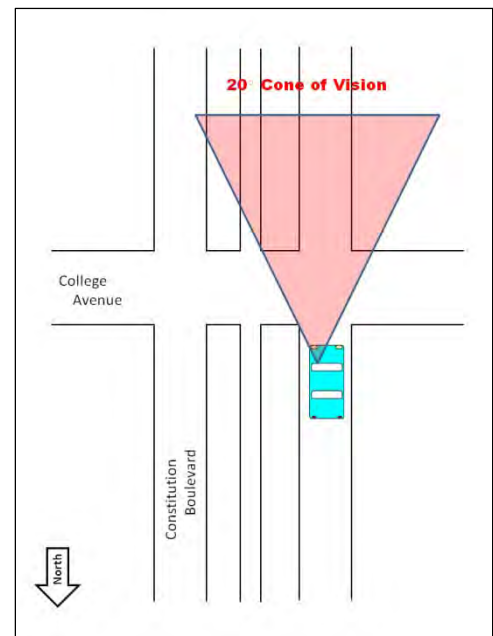 20 Cone of Vision
College
Avenue
Constitution
Boulevard
North